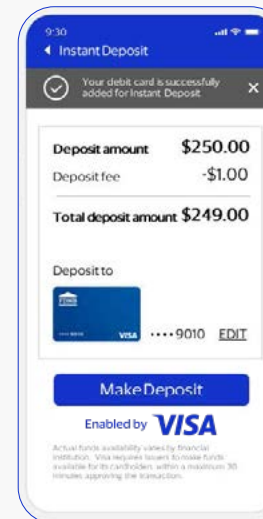 9:30
Instant Deposit
Your debit card is successfully
added for Instant Deposit
Deposit amount $250.00
Deposit fee -$1.00
Total deposit amount $249.00
Deposit to
VISA
•••• 9010 EDIT
Make Deposit
Enabled by VISA
Actual funds availability varies by financial
institution. Visa requires issuers to make funds
available for its cardholders within a maximum 30
minutes approving the transaction.